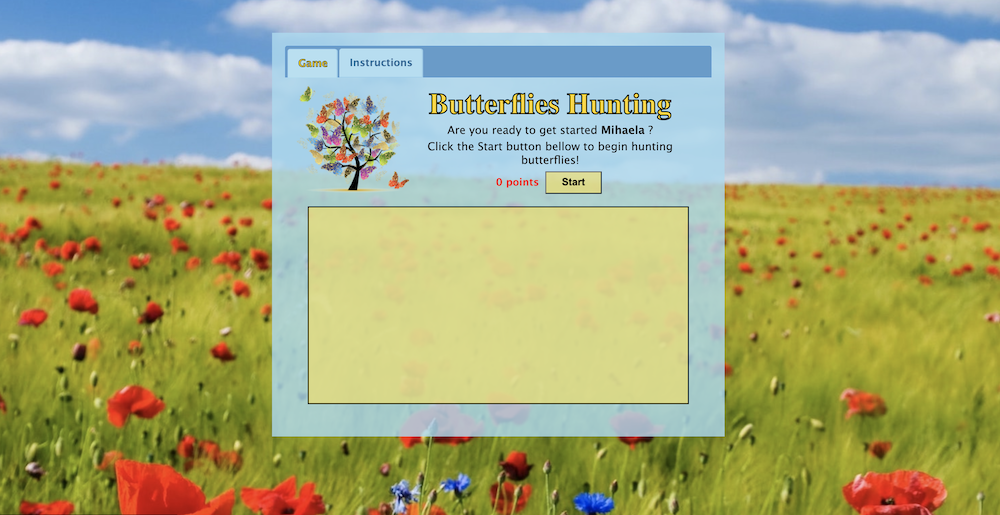 Game Instructions
Butterflies Hunting
Are you ready to get started Mihaela ?
Click the Start button bellow to begin hunting
butterflies!
0 points Start